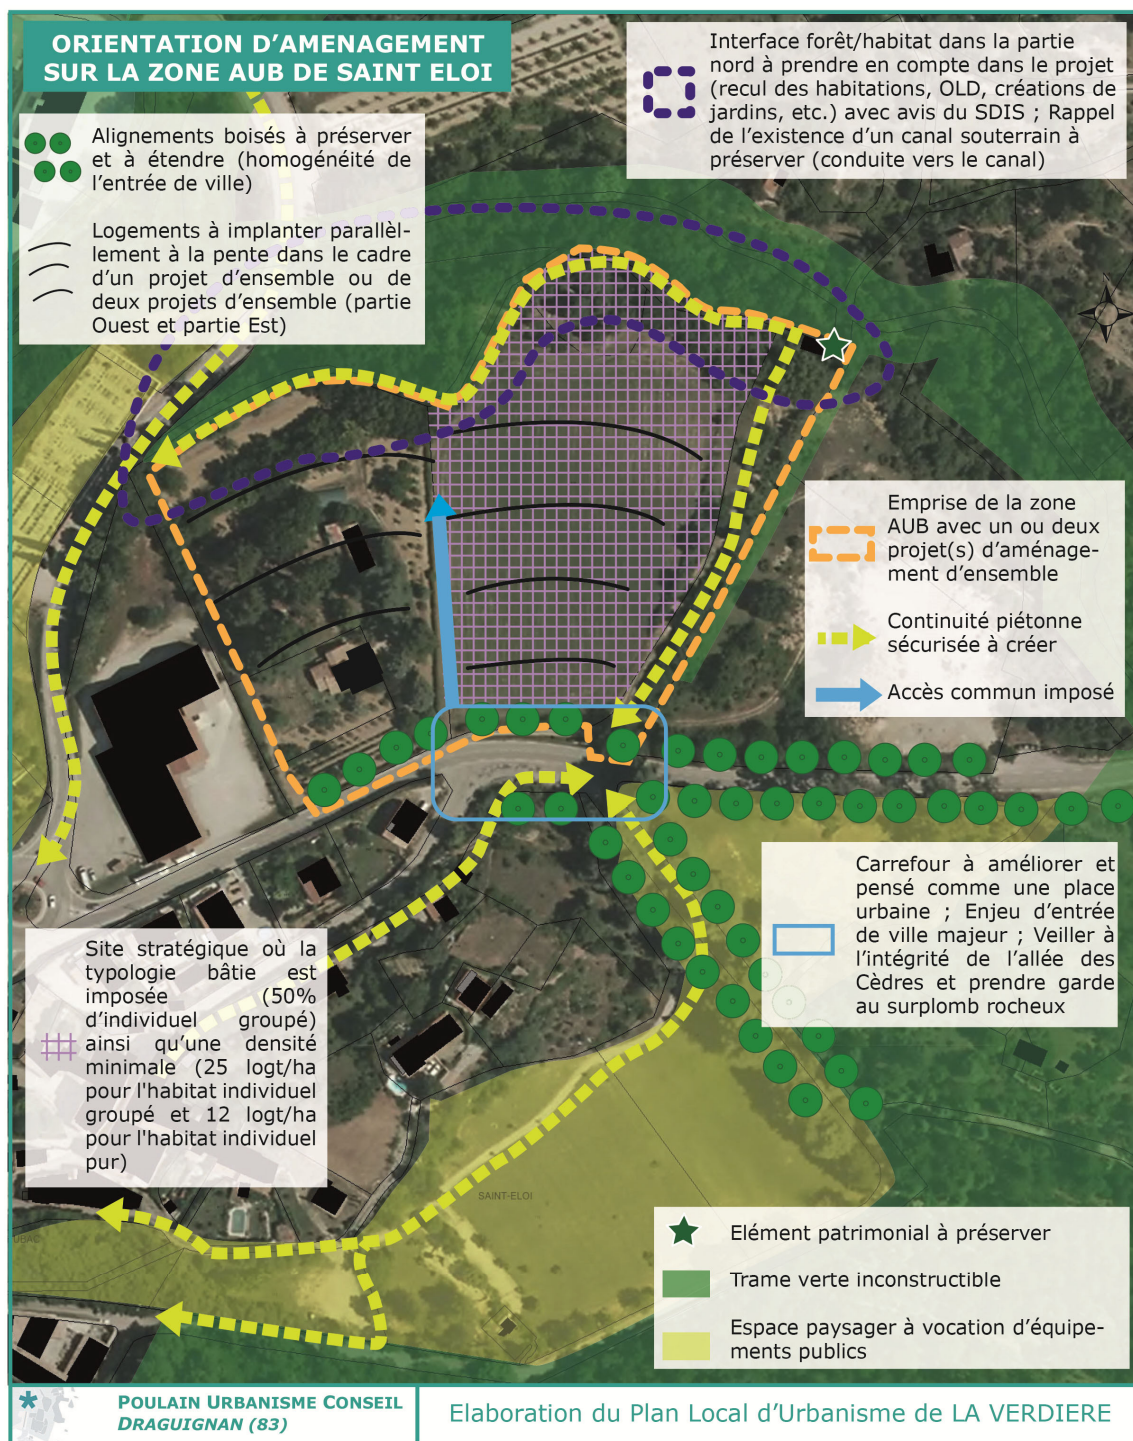 ORIENTATION D'AMENAGEMENT
SUR LA ZONE AUB DE SAINT ELOI
Interface forêt/habitat dans la partie
nord à prendre en compte dans le projet
(recul des habitations, OLD, créations de
jardins, etc.) avec avis du SDIS ; Rappel
de l'existence d'un canal souterrain à
préserver (conduite vers le canal)
Alignements boisés à préserver
et à étendre (homogénéité de
l'entrée de ville)
Logements à implanter parallèl-
lement à la pente dans le cadre
d'un projet d'ensemble ou de
deux projets d'ensemble (partie
Ouest et partie Est)
Emprise de la zone
AUB avec un ou deux
projet(s) d'aménage-
ment d'ensemble
Continuité piétonne
sécurisée à créer
Accès commun imposé
Carrefour à améliorer et
pensé comme une place
urbaine ; Enjeu d'entrée
de ville majeur ; Veiller à
l'intégrité de l'allée des
Cèdres et prendre garde
au surplomb rocheux
Site stratégique où la
typologie bâtie est
imposée (50%
d'individuel groupé)
ainsi qu'une densité
minimale (25 logt/ha
pour l'habitat individuel
groupé et 12 logt/ha
pour l'habitat individuel
pur)
SAINT-ELOI
Elément patrimonial à préserver
Trame verte inconstructible
Espace paysager à vocation d'équipe-
ments publics
POULAIN URBANISME CONSEIL
DRAGUIGNAN (83)
Elaboration du Plan Local d'Urbanisme de LA VERDIERE